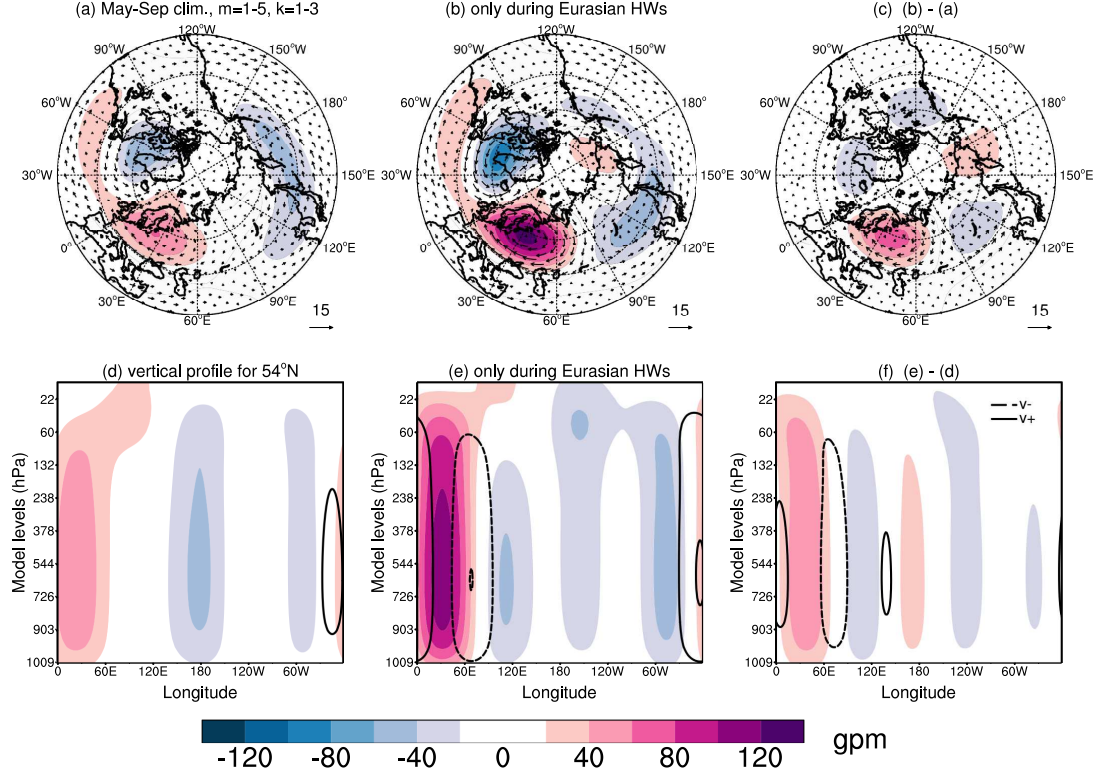 (a) May-Sep clim., m=1-5, k=1-3
(b) only during Eurasian HWs
(c) (b) - (a)
120°W
90°W
150°W
60°W
180°
30°W
150°E
0°
120°E
30°E
90°E
60°E
15
120°W
90°W
150°W
60°W
180°
30°W
150°E
0°
120°E
30°E
90°E
60°E
15
120°W
90°W
150°W
60°W
180°
30°W
150°E
0°
120°E
30°E
90°E
60°E
15
(d) vertical profile for 54°N
(e) only during Eurasian HWs
(f) (e) - (d)
Model levels (hPa)
22
60
132
238
378
544
726
903
1009
0 60E 120E 180 120W 60W
Longitude
Model levels (hPa)
22
60
132
238
378
544
726
903
1009
0 60E 120E 180 120W 60W
Longitude
v-
v+
Model levels (hPa)
22
60
132
238
378
544
726
903
1009
0 60E 120E 180 120W 60W
Longitude
-120 -80 -40 0 40 80 120 gpm